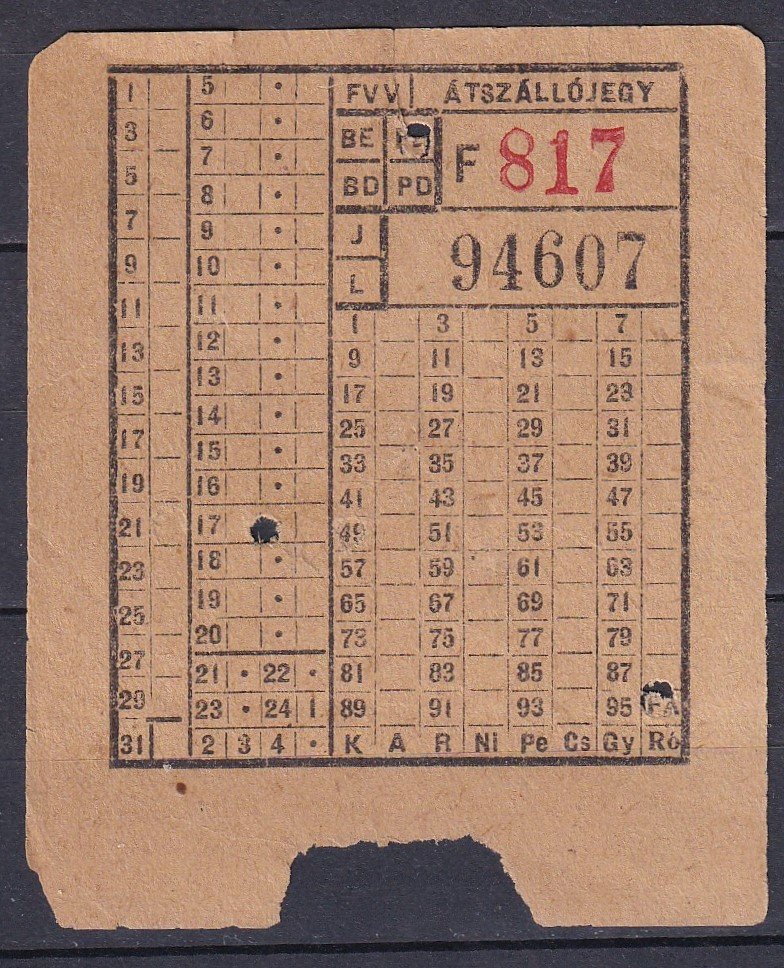 FVV ÁTSZÁLLÓJEGY
BE
BD PD
F 817
J
L
94607
1
3
5
7
9
11
13
15
17
19
21
23
25
27
29
31
5 •
6 •
7 •
8 •
9 •
10 •
11 •
12 •
13 •
14 •
15 •
16 •
17
18 •
19 •
20 •
21 • 22 •
23 • 24 1
2 3 4 •
1 3 5 7
9 11 13 15
17 19 21 23
25 27 29 31
33 35 37 39
41 43 45 47
49 51 53 55
57 59 61 63
65 67 69 71
73 75 77 79
81 83 85 87
89 91 93 95 FA
K A R Ni Pe Cs Gy Ró